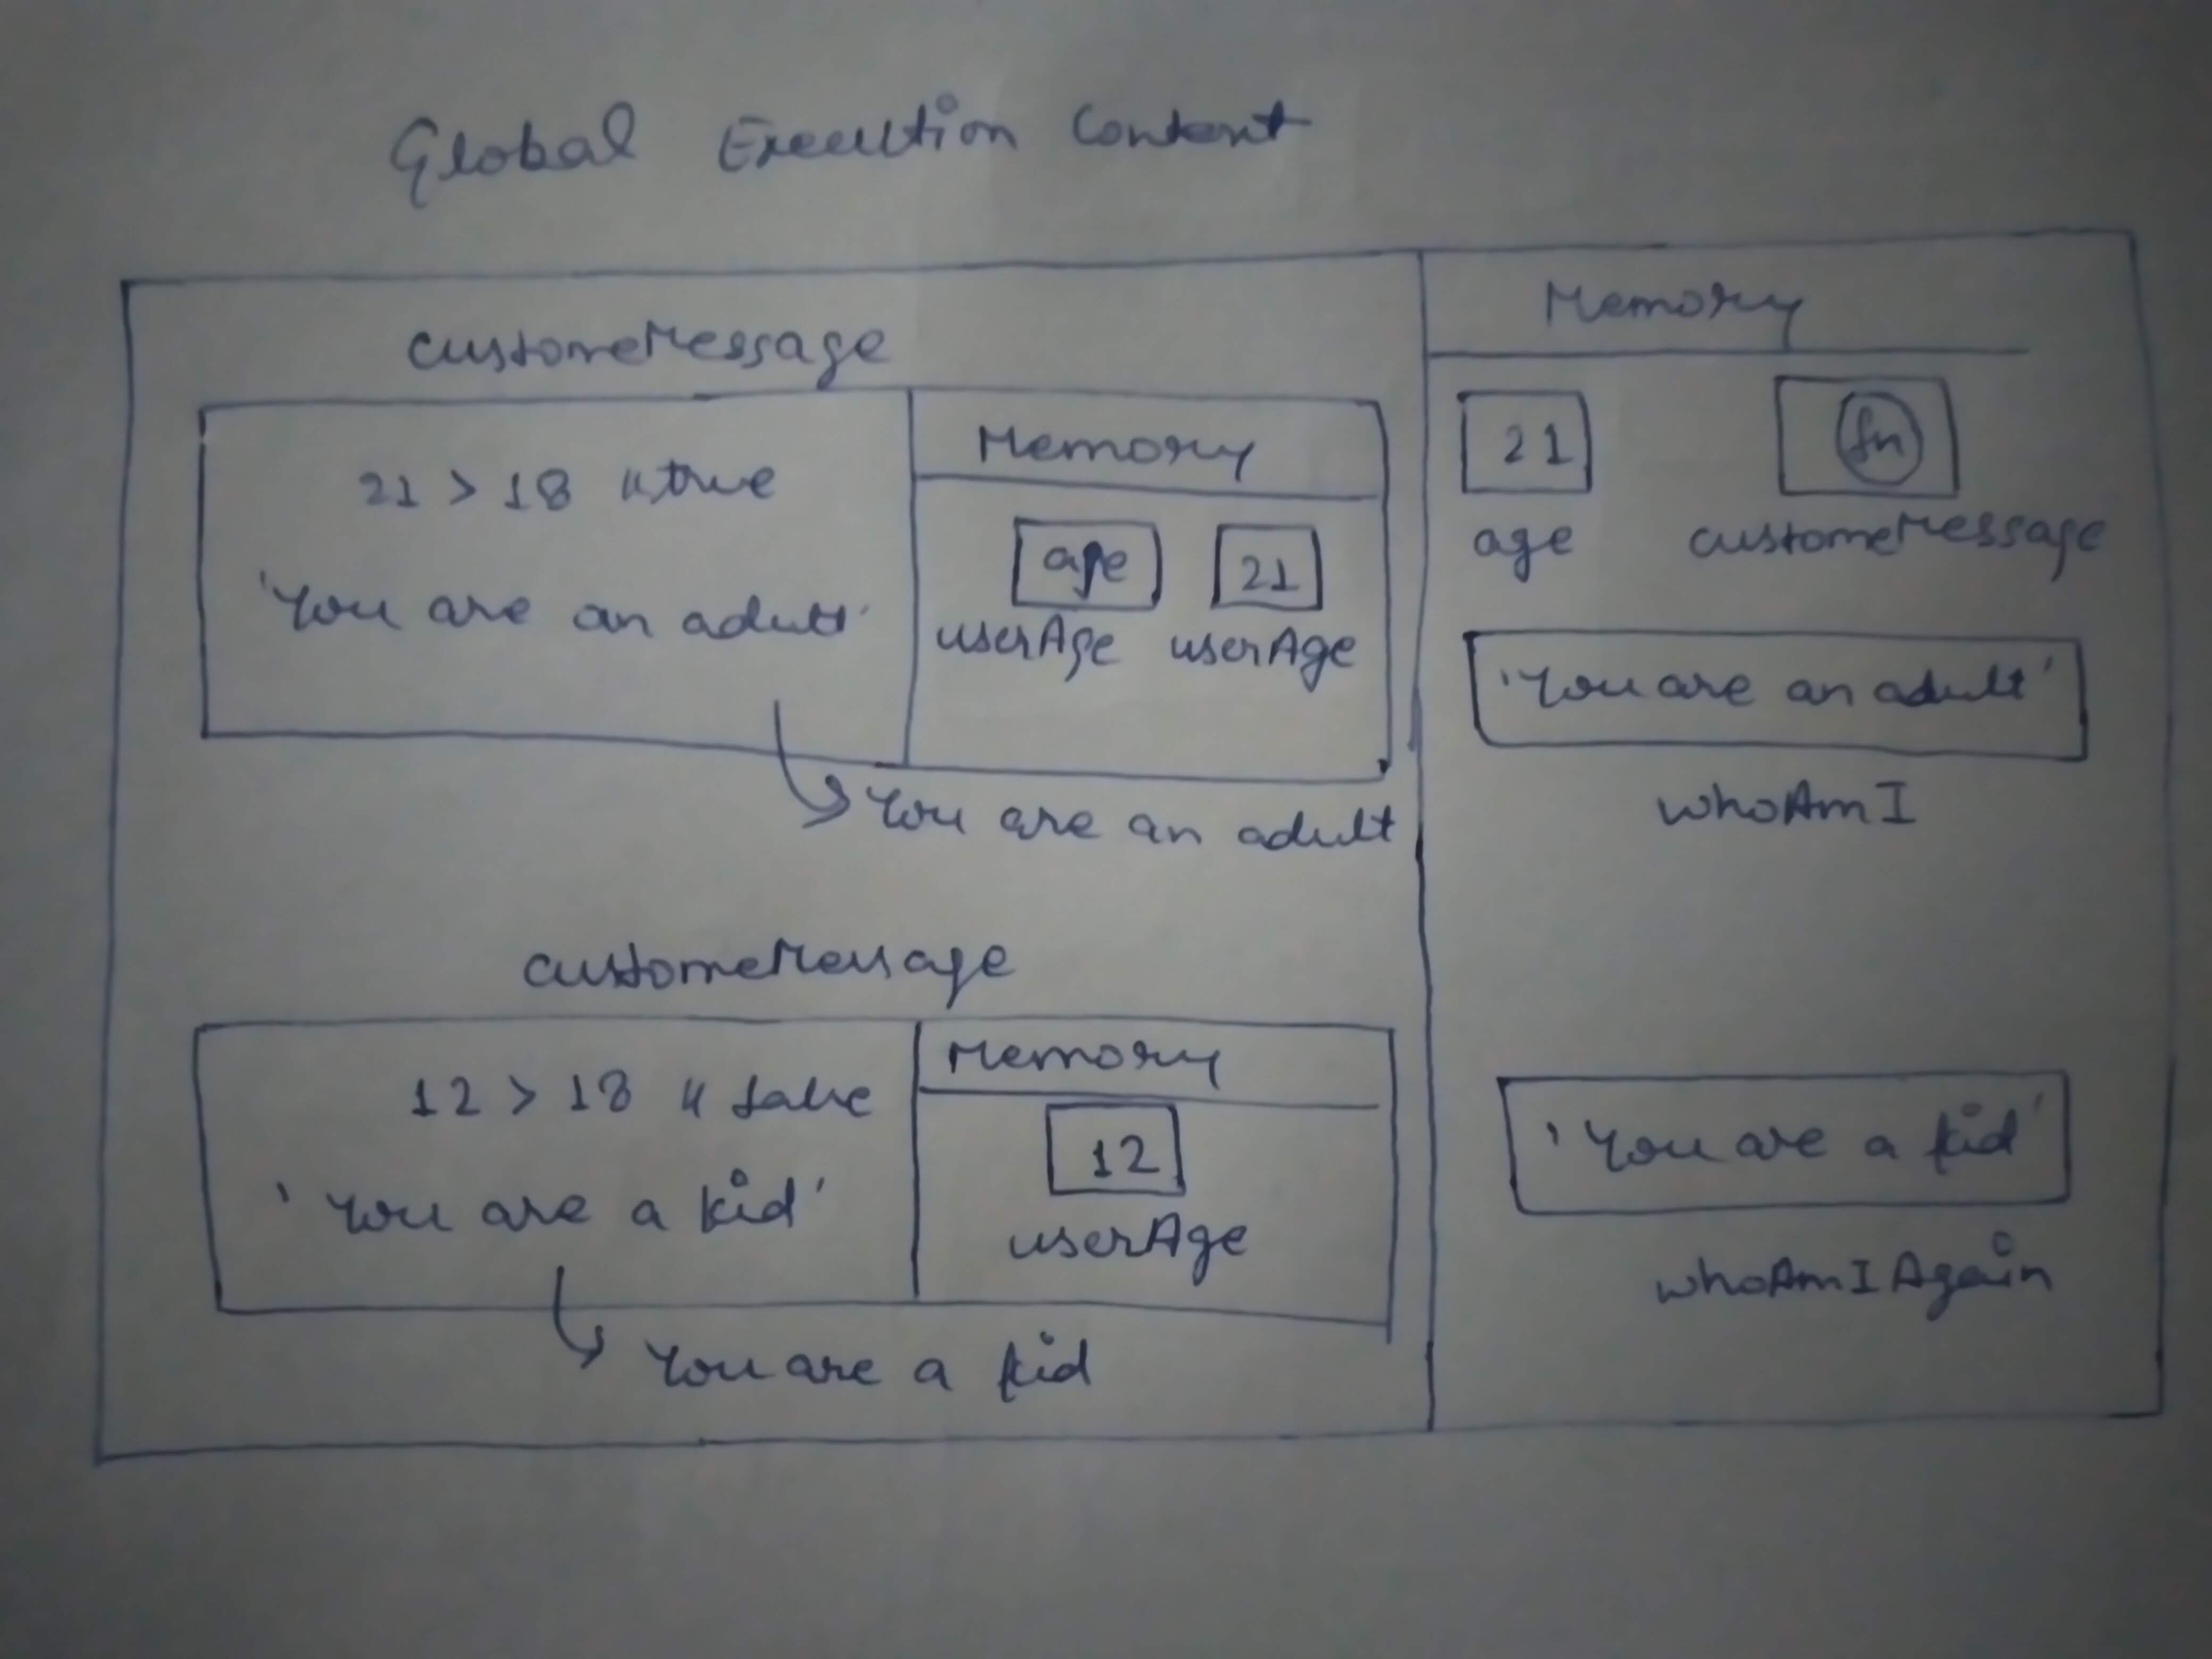 Global Execution Content
customeMessage
21 > 18 // true
'You are an adult'
Memory
age 21
userAge userAge
You are an adult
customeMessage
12 > 18 // false
'You are a kid'
Memory
12
userAge
You are a kid
Memory
21 fn
age customeMessage
'You are an adult'
whoAmI
'You are a kid'
whoAmIAgain